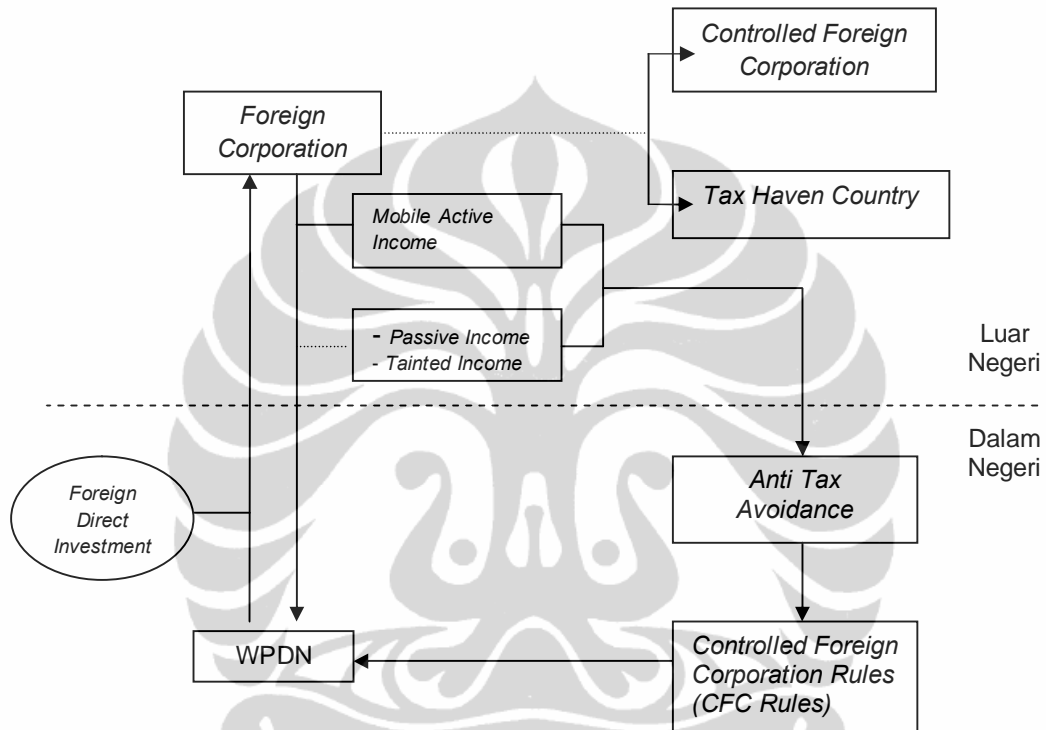 Controlled Foreign
Corporation
Foreign
Corporation
Tax Haven Country
Mobile Active
Income
- Passive Income
- Tainted Income
Luar
Negeri
Dalam
Negeri
Foreign
Direct
Investment
Anti Tax
Avoidance
WPDN
Controlled Foreign
Corporation Rules
(CFC Rules)